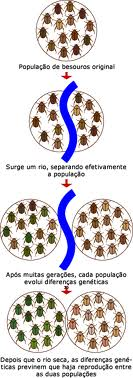 População de besouros original
Surge um rio, separando efetivamente
a população
Após muitas gerações, cada população
evolui diferenças genéticas
Depois que o rio seca, as diferenças gené-
ticas previnem que haja reprodução entre
as duas populações